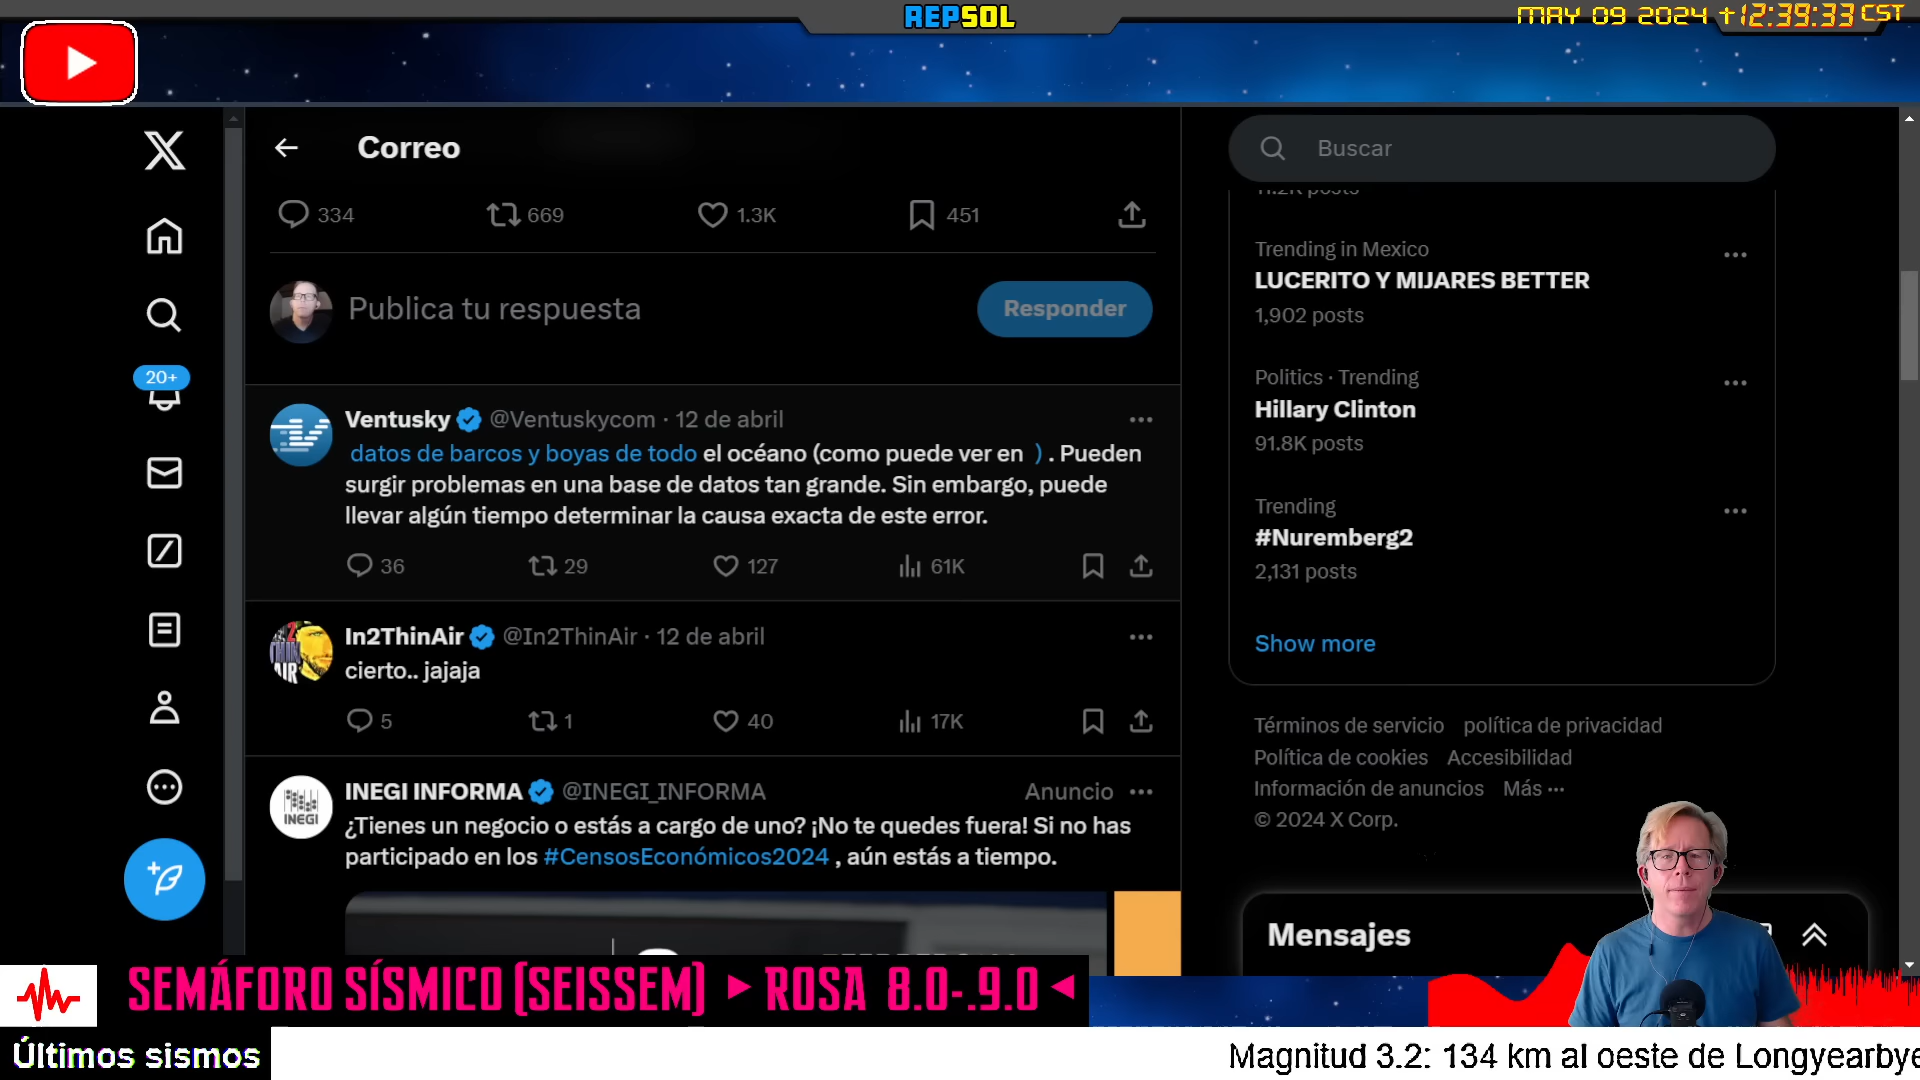 REPSOL
MAY 09 2024 + 12:39:33 CST
Correo
Buscar
334
669
1.3K
451
Publica tu respuesta
Responder
20+
Ventusky @Ventuskycom · 12 de abril
datos de barcos y boyas de todo el océano (como puede ver en ) . Pueden
surgir problemas en una base de datos tan grande. Sin embargo, puede
llevar algún tiempo determinar la causa exacta de este error.
36
29
127
61K
In2ThinAir @In2ThinAir · 12 de abril
cierto.. jajaja
5
1
40
17K
INEGI INFORMA @INEGI_INFORMA Anuncio
INEGI
¿Tienes un negocio o estás a cargo de uno? ¡No te quedes fuera! Si no has
participado en los #CensosEconómicos2024 , aún estás a tiempo.
11.2K posts
Trending in Mexico
LUCERITO Y MIJARES BETTER
1,902 posts
Politics · Trending
Hillary Clinton
91.8K posts
Trending
#Nuremberg2
2,131 posts
Show more
Términos de servicio política de privacidad
Política de cookies Accesibilidad
Información de anuncios Más ···
© 2024 X Corp.
Mensajes
SEMÁFORO SÍSMICO (SEISSEM) ► ROSA 8.0-.9.0 ◄
Últimos sismos
Magnitud 3.2: 134 km al oeste de Longyearbye